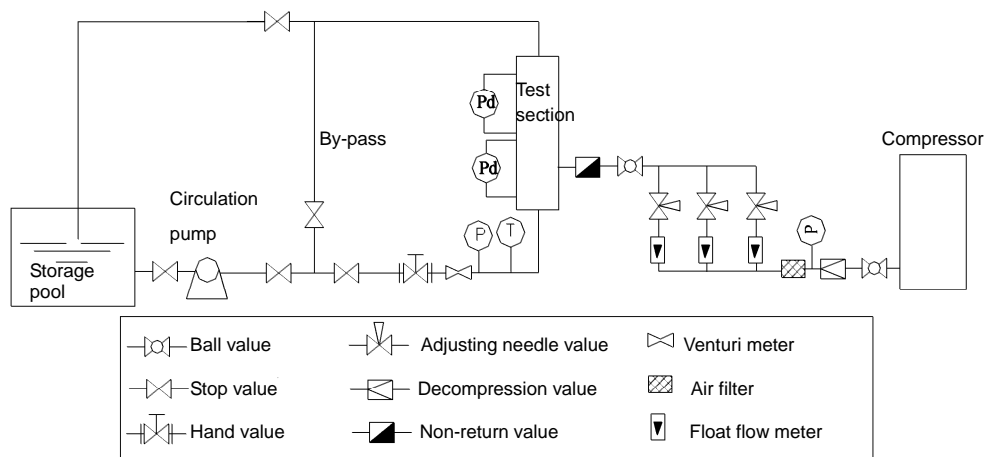 Test
section
Pd
Pd
By-pass
Compressor
Circulation
pump
P
T
P
Storage
pool
Ball value
Adjusting needle value
Venturi meter
Stop value
Decompression value
Air filter
Hand value
Non-return value
Float flow meter